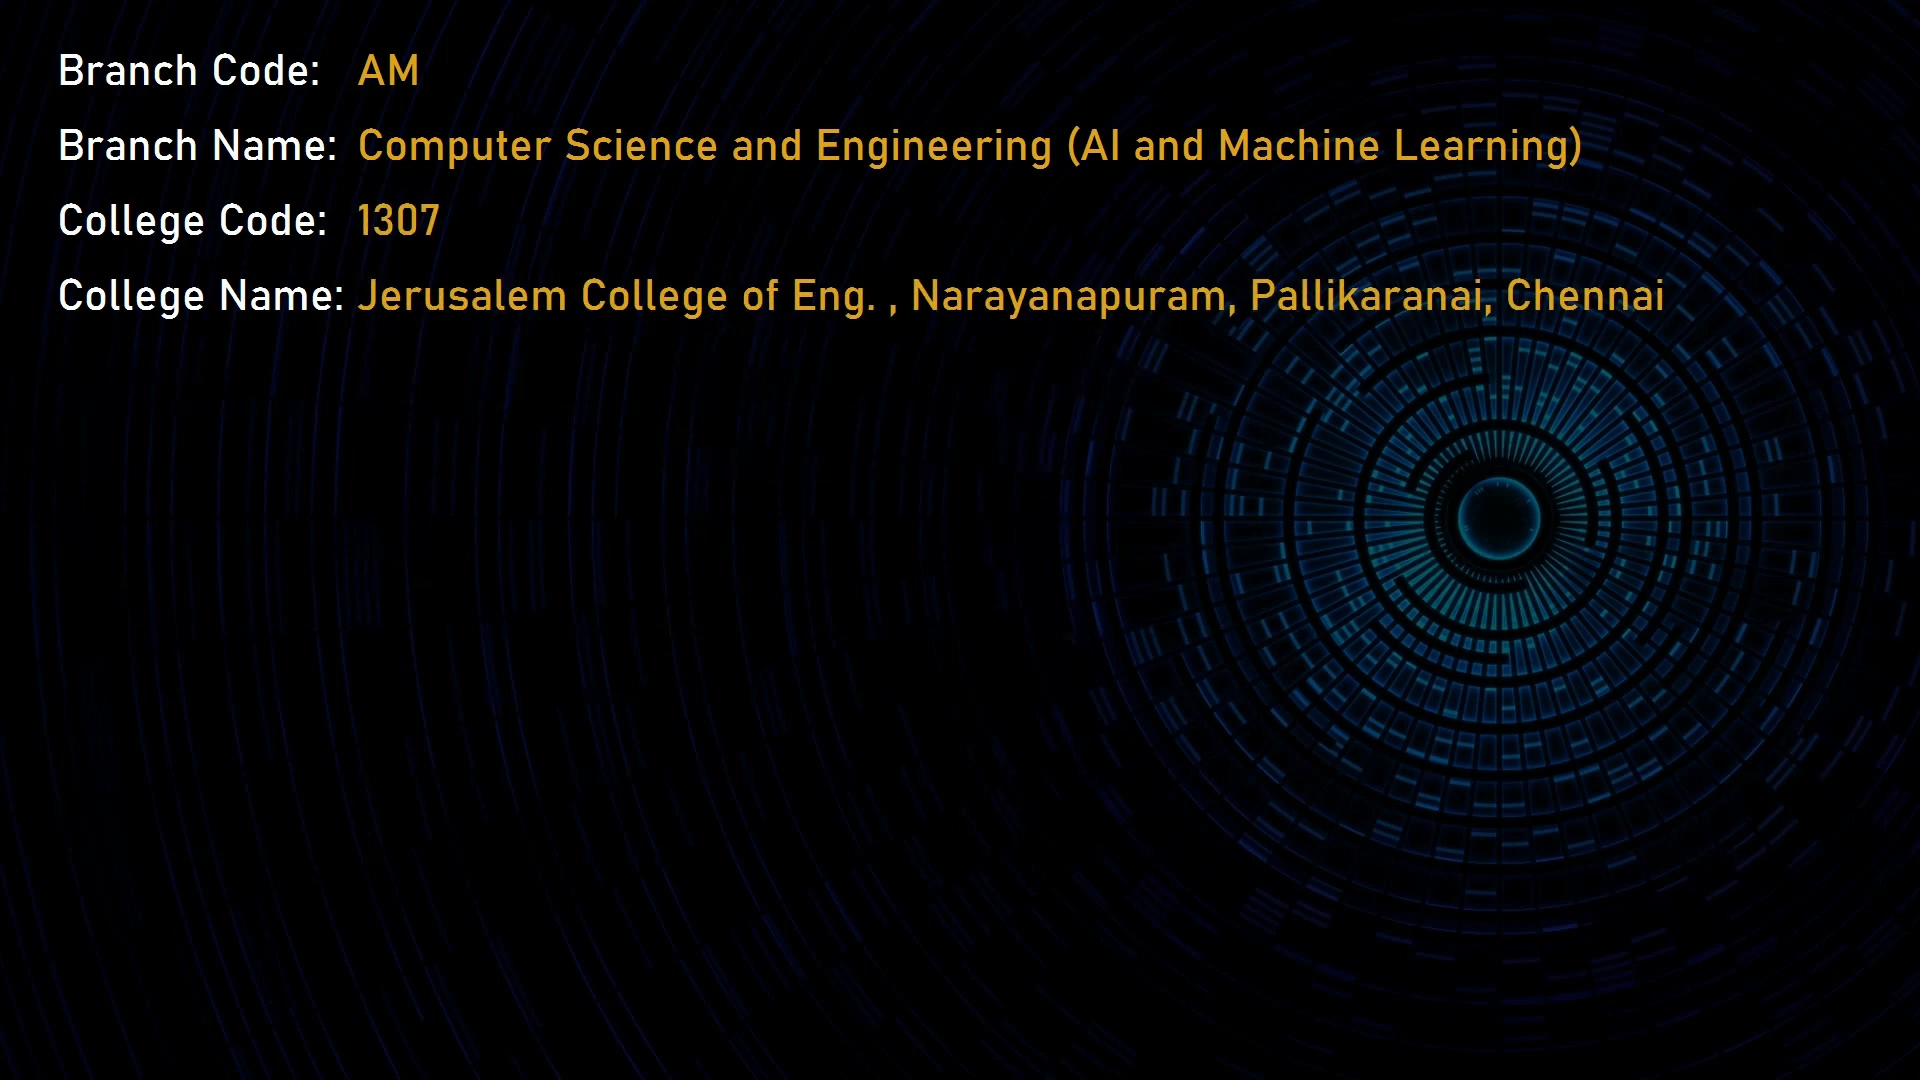 Branch Code: AM
Branch Name: Computer Science and Engineering (AI and Machine Learning)
College Code: 1307
College Name: Jerusalem College of Eng. , Narayanapuram, Pallikaranai, Chennai